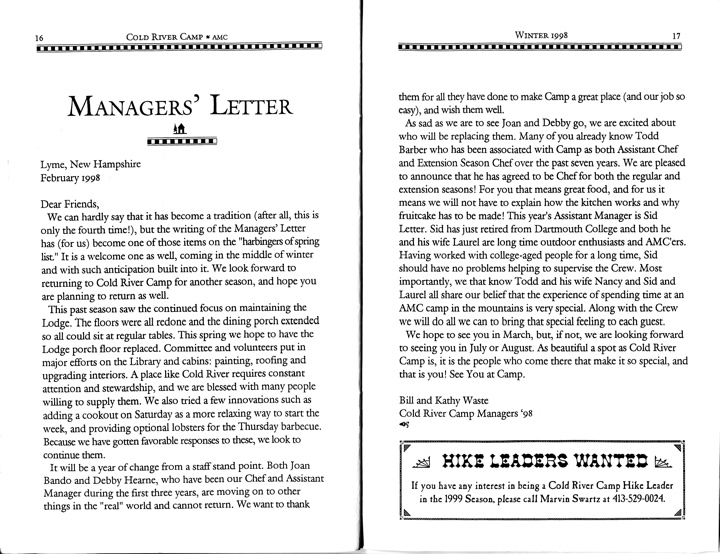 16
COLD RIVER CAMP ♠ AMC
MANAGERS' LETTER
Lyme, New Hampshire
February 1998
Dear Friends,
We can hardly say that it has become a tradition (after all, this is
only the fourth time!), but the writing of the Managers' Letter
has (for us) become one of those items on the "harbingers of spring
list." It is a welcome one as well, coming in the middle of winter
and with such anticipation built into it. We look forward to
returning to Cold River Camp for another season, and hope you
are planning to return as well.
This past season saw the continued focus on maintaining the
Lodge. The floors were all redone and the dining porch extended
so all could sit at regular tables. This spring we hope to have the
Lodge porch floor replaced. Committee and volunteers put in
major efforts on the Library and cabins: painting, roofing and
upgrading interiors. A place like Cold River requires constant
attention and stewardship, and we are blessed with many people
willing to supply them. We also tried a few innovations such as
adding a cookout on Saturday as a more relaxing way to start the
week, and providing optional lobsters for the Thursday barbecue.
Because we have gotten favorable responses to these, we look to
continue them.
It will be a year of change from a staff stand point. Both Joan
Bando and Debby Hearne, who have been our Chef and Assistant
Manager during the first three years, are moving on to other
things in the "real" world and cannot return. We want to thank
WINTER 1998
17
them for all they have done to make Camp a great place (and our job so
easy), and wish them well.
As sad as we are to see Joan and Debby go, we are excited about
who will be replacing them. Many of you already know Todd
Barber who has been associated with Camp as both Assistant Chef
and Extension Season Chef over the past seven years. We are pleased
to announce that he has agreed to be Chef for both the regular and
extension seasons! For you that means great food, and for us it
means we will not have to explain how the kitchen works and why
fruitcake has to be made! This year's Assistant Manager is Sid
Letter. Sid has just retired from Dartmouth College and both he
and his wife Laurel are long time outdoor enthusiasts and AMC'ers.
Having worked with college-aged people for a long time, Sid
should have no problems helping to supervise the Crew. Most
importantly, we that know Todd and his wife Nancy and Sid and
Laurel all share our belief that the experience of spending time at an
AMC camp in the mountains is very special. Along with the Crew
we will do all we can to bring that special feeling to each guest.
We hope to see you in March, but, if not, we are looking forward
to seeing you in July or August. As beautiful a spot as Cold River
Camp is, it is the people who come there that make it so special, and
that is you! See You at Camp.
Bill and Kathy Waste
Cold River Camp Managers '98
HIKE LEADERS WANTED
If you have any interest in being a Cold River Camp Hike Leader
in the 1999 Season, please call Marvin Swartz at 413-529-0024.